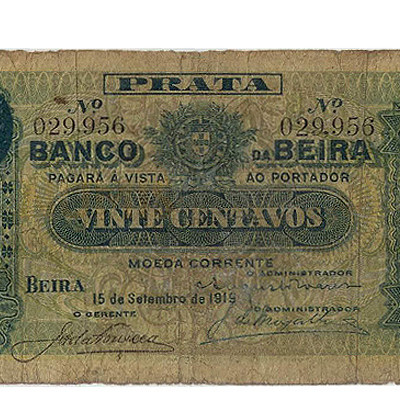 PRATA
Nº Nº
029,956 029,956
BANCO DA BEIRA
PAGARÁ Á VISTA AO PORTADOR
VINTE CENTAVOS
MOEDA CORRENTE
O ADMINISTRADOR
BEIRA
15 de Setembro de 1919
O GERENTE O ADMINISTRADOR